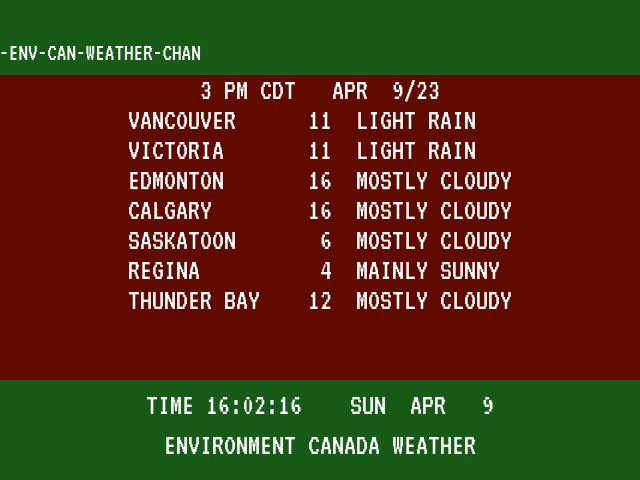 -ENV-CAN-WEATHER-CHAN
3 PM CDT   APR  9/23
VANCOUVER      11  LIGHT RAIN
VICTORIA       11  LIGHT RAIN
EDMONTON       16  MOSTLY CLOUDY
CALGARY        16  MOSTLY CLOUDY
SASKATOON       6  MOSTLY CLOUDY
REGINA          4  MAINLY SUNNY
THUNDER BAY    12  MOSTLY CLOUDY
TIME 16:02:16    SUN  APR   9
ENVIRONMENT CANADA WEATHER